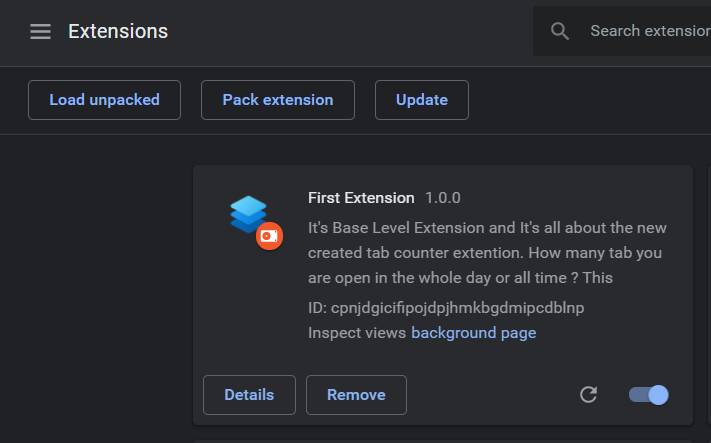 Extensions
Search extension
Load unpacked
Pack extension
Update
First Extension 1.0.0
It's Base Level Extension and It's all about the new
created tab counter extention. How many tab you
are open in the whole day or all time ? This
ID: cpnjdgicifipojdpjhmkbgdmipcdblnp
Inspect views background page
Details
Remove